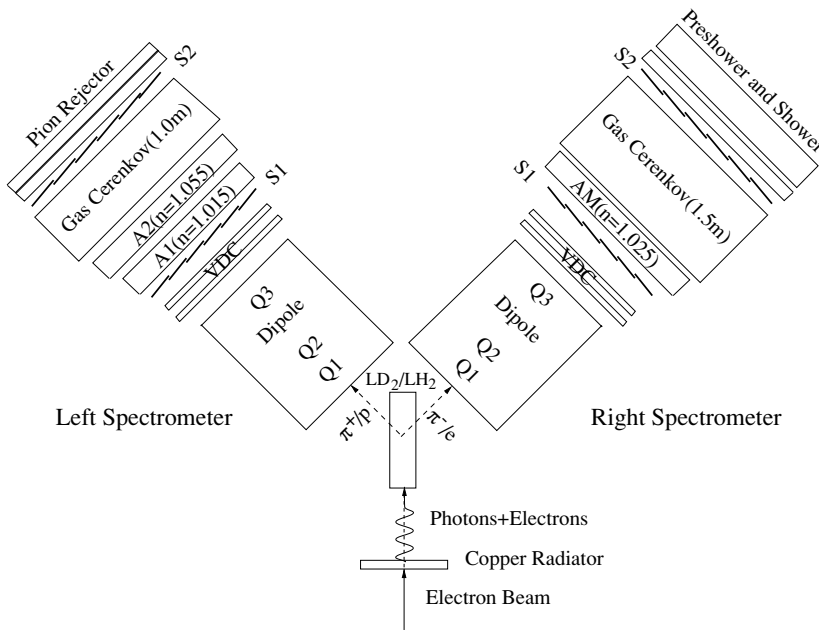 Pion Rejector
S2
Gas Cerenkov(1.0m)
A2(n=1.055)
A1(n=1.015)
S1
VDC
Q3
Dipole
Q2
Q1
Left Spectrometer
π⁺/p
LD₂/LH₂
π⁻/e
Preshower and Shower
S2
Gas Cerenkov(1.5m)
S1
AM(n=1.025)
VDC
Q3
Dipole
Q2
Q1
Right Spectrometer
Photons+Electrons
Copper Radiator
Electron Beam